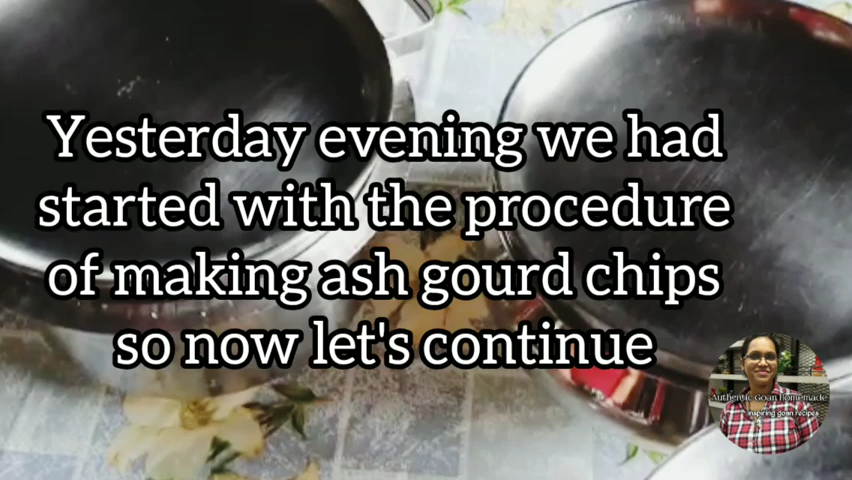 Yesterday evening we had
started with the procedure
of making ash gourd chips
so now let's continue
Authentic Goan Homemade
inspiring goan recipes